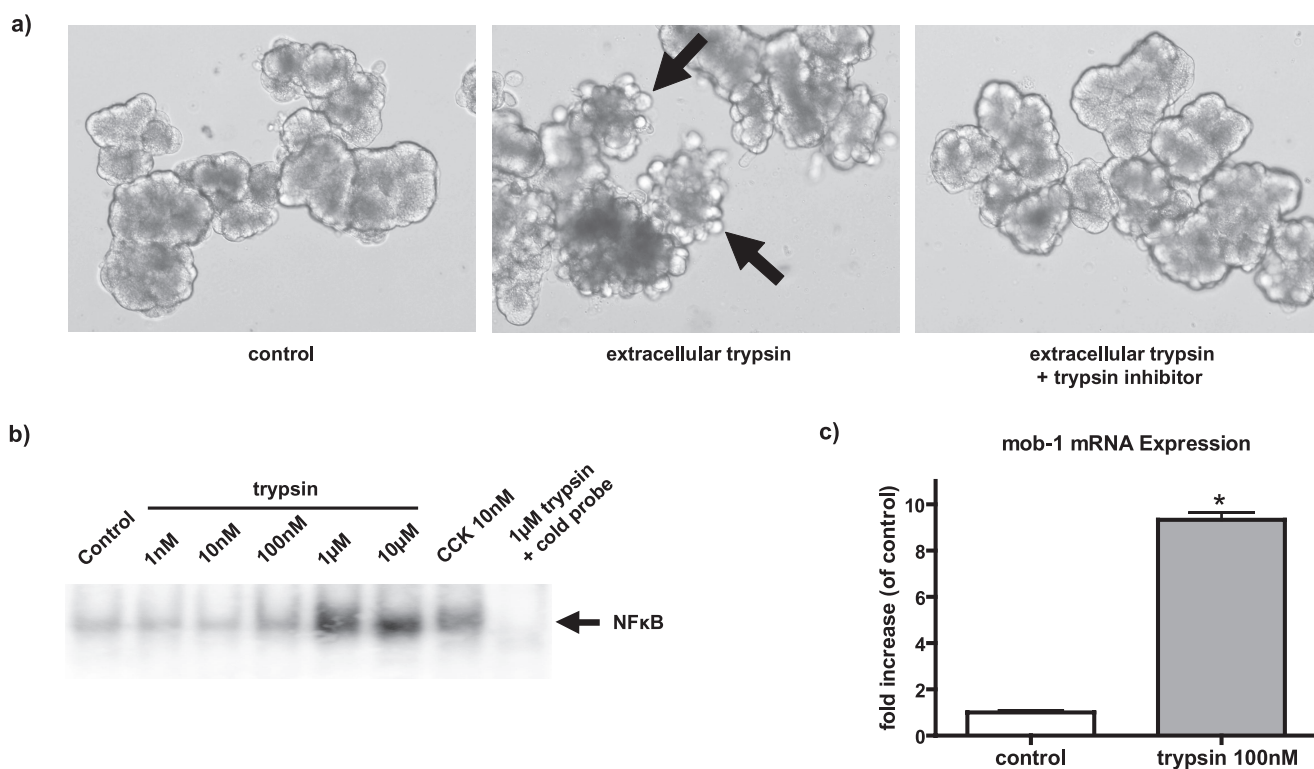 a)
control
extracellular trypsin
extracellular trypsin
+ trypsin inhibitor
b)
trypsin
Control
1nM
10nM
100nM
1µM
10µM
CCK 10nM
1µM trypsin
+ cold probe
NFκB
c)
mob-1 mRNA Expression
fold increase (of control)
10
8
6
4
2
0
*
control
trypsin 100nM